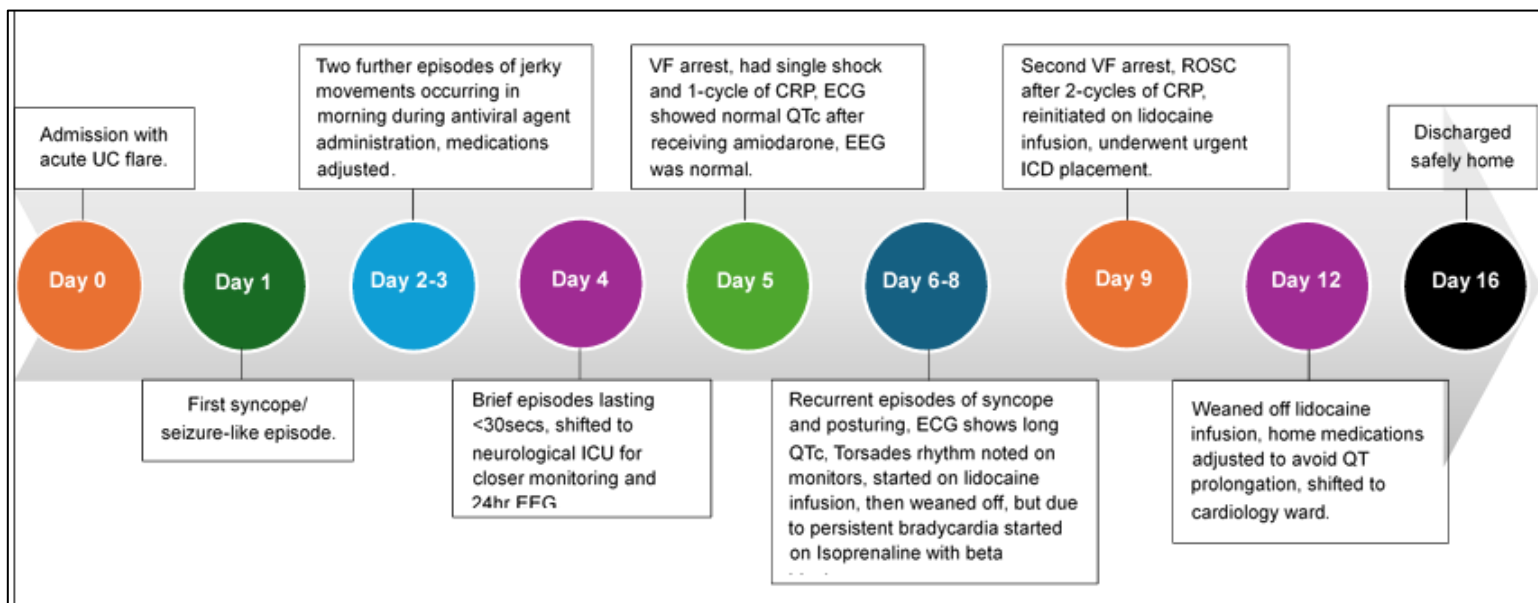 Two further episodes of jerky
movements occurring in
morning during antiviral agent
administration, medications
adjusted.
VF arrest, had single shock
and 1-cycle of CRP, ECG
showed normal QTc after
receiving amiodarone, EEG
was normal.
Second VF arrest, ROSC
after 2-cycles of CRP,
reinitiated on lidocaine
infusion, underwent urgent
ICD placement.
Admission with
acute UC flare.
Discharged
safely home
Day 0
Day 1
Day 2-3
Day 4
Day 5
Day 6-8
Day 9
Day 12
Day 16
First syncope/
seizure-like episode.
Brief episodes lasting
<30secs, shifted to
neurological ICU for
closer monitoring and
24hr EEG
Recurrent episodes of syncope
and posturing, ECG shows long
QTc, Torsades rhythm noted on
monitors, started on lidocaine
infusion, then weaned off, but due
to persistent bradycardia started
on Isoprenaline with beta
Weaned off lidocaine
infusion, home medications
adjusted to avoid QT
prolongation, shifted to
cardiology ward.